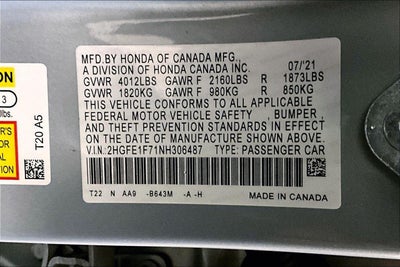 MFD.BY HONDA OF CANADA MFG. 07/'21
A DIVISION OF HONDA CANADA INC.
GVWR 4012LBS GAWR F 2160LBS R 1873LBS
GVWR 1820KG GAWR F 980KG R 850KG
THIS VEHICLE CONFORMS TO ALL APPLICABLE
FEDERAL MOTOR VEHICLE SAFETY , BUMPER ,
AND THEFT PREVENTION STANDARDS IN EFFECT
ON THE DATE OF MANUFACTURE SHOWN ABOVE.
V.I.N.:2HGFE1F71NH306487 TYPE: PASSENGER CAR
T22 N AA9 -B643M -A -H MADE IN CANADA
T20 A5
ON
3
lbs.
R'S